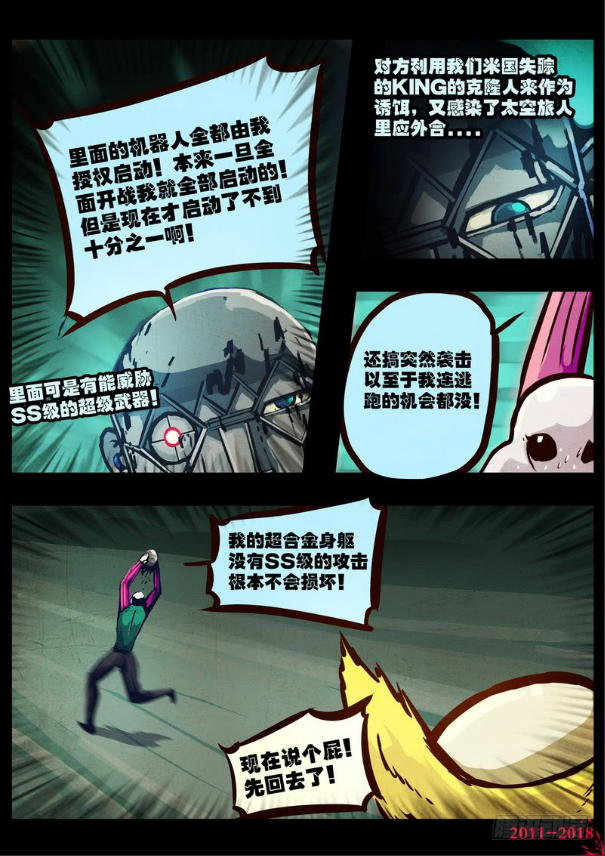 里面的机器人全都由我
授权启动！本来一旦全
面开战我就全部启动的！
但是现在才启动了不到
十分之一啊！
对方利用我们米国失踪
的KING的克隆人来作为
诱饵，又感染了太空旅人
里应外合....
里面可是有能威胁
SS级的超级武器！
还搞突然袭击
以至于我连逃
跑的机会都没！
我的超合金身躯
没有SS级的攻击
根本不会损坏！
现在说个屁！
先回去了！
2011-2018